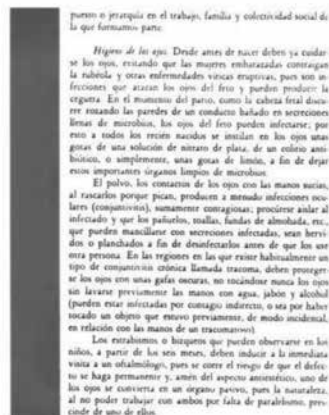 puesto o jerarquía en el trabajo, familia y colectividad social de
la que formamos parte.
Higiene de los ojos. Desde antes de nacer deben ya cuidar-
se los ojos, evitando que las mujeres embarazadas contraigan
la rubéola y otras enfermedades víricas eruptivas, pues son in-
fecciones que atacan los ojos del feto y pueden producir la
ceguera. En el momento del parto, como la cabeza fetal discu-
rre rozando las paredes de un conducto bañado en secreciones
llenas de microbios, los ojos del feto pueden infectarse; por
esto a todos los recién nacidos se instilan en los ojos unas
gotas de una solución de nitrato de plata, de un colirio anti-
biótico, o simplemente, unas gotas de limón, a fin de dejar
estos importantes órganos limpios de microbios.
El polvo, los contactos de los ojos con las manos sucias,
al rascarlos porque pican, producen a menudo infecciones ocu-
lares (conjuntivitis), sumamente contagiosas; procúrese aislar al
infectado y que los pañuelos, toallas, fundas de almohada, etc.,
que pueden mancillarse con secreciones infectadas, sean hervi-
dos o planchados a fin de desinfectarlos antes de que los use
otra persona. En las regiones en las que existe habitualmente un
tipo de conjuntivitis crónica llamada tracoma, deben proteger-
se los ojos con unas gafas oscuras, no tocándose nunca los ojos
sin lavarse previamente las manos con agua, jabón y alcohol
(pueden estar infectadas por contagio indirecto, o sea por haber
tocado un objeto que estuvo previamente, de modo incidental,
en relación con las manos de un tracomatoso).
Los estrabismos o bizqueos que pueden observarse en los
niños, a partir de los seis meses, deben inducir a la inmediata
visita a un oftalmólogo, pues se corre el riesgo de que el defec-
to se haga permanente y, amén del aspecto antiestético, uno de
los ojos se convierta en un órgano pasivo, pues la naturaleza,
al no poder trabajar con ambos por falta de paralelismo, pres-
cinde de uno de ellos.